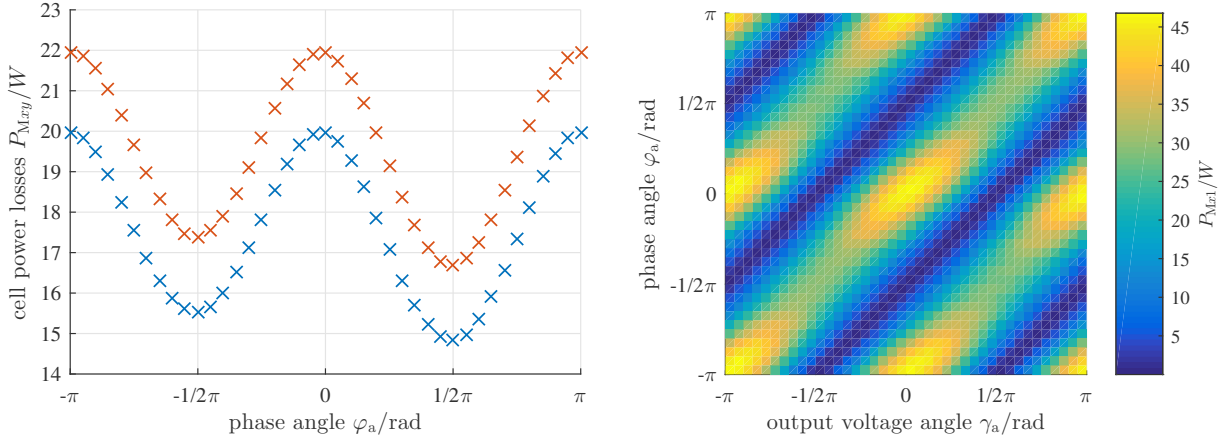 cell power losses P_Mxy/W
23
22
21
20
19
18
17
16
15
14
-π
-1/2π
0
1/2π
π
phase angle φ_a/rad
phase angle φ_a/rad
π
1/2π
0
-1/2π
-π
-π
-1/2π
0
1/2π
π
output voltage angle γ_a/rad
45
40
35
30
25
20
15
10
5
P_Mx1/W